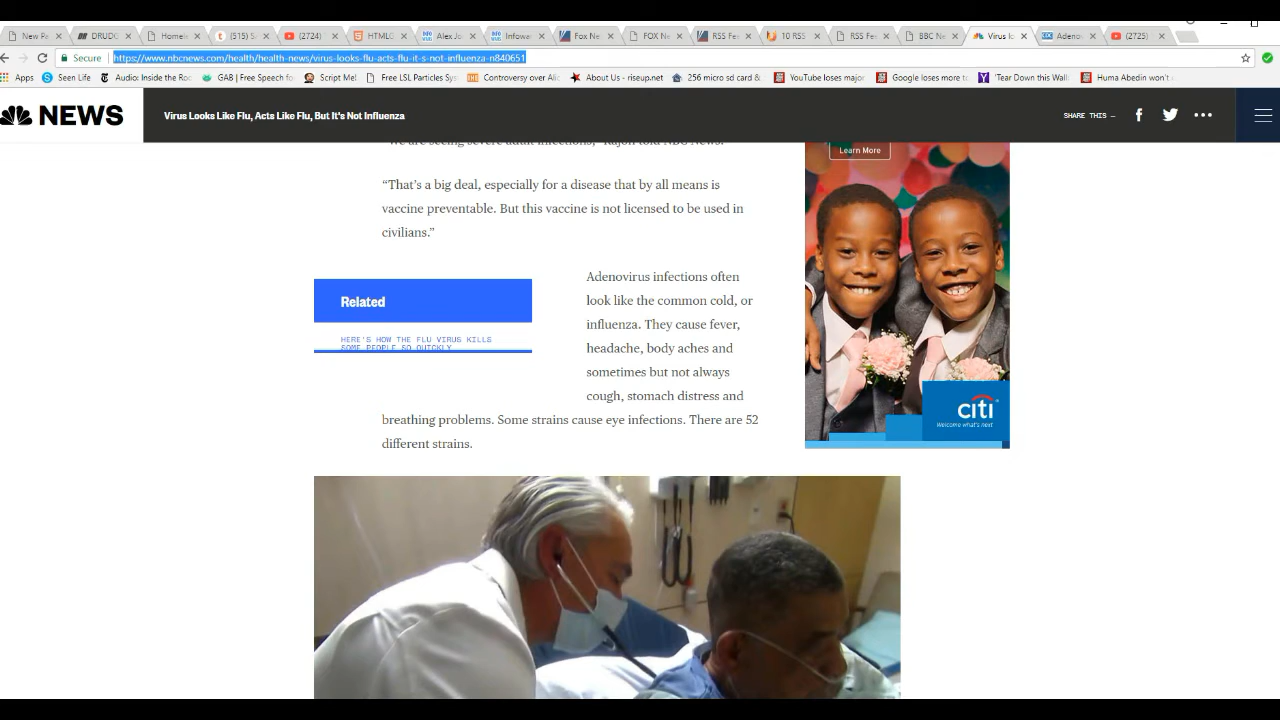 New Pa
DRUDG
Homele
(515) S
(2724)
HTMLG
Alex Jo
Infowa
Fox Ne
FOX Ne
RSS Fe
10 RSS
RSS Fe
BBC Ne
Virus lo
Adeno
(2725)
Secure
https://www.nbcnews.com/health/health-news/virus-looks-flu-acts-flu-it-s-not-influenza-n840651
Apps
Seen Life
Audio: Inside the Ro
GAB | Free Speech fo
Script Mel
Free LSL Particles Sys
Controversy over Ali
About Us - riseup.net
256 micro sd card &
YouTube loses major
Google loses more to
'Tear Down this Wall
Huma Abedin won't
NEWS
Virus Looks Like Flu, Acts Like Flu, But It's Not Influenza
SHARE THIS —
"We are seeing severe adult infections," Kajon told NBC News.
“That’s a big deal, especially for a disease that by all means is
vaccine preventable. But this vaccine is not licensed to be used in
civilians.”
Related
HERE'S HOW THE FLU VIRUS KILLS
SOME PEOPLE SO QUICKLY
Adenovirus infections often
look like the common cold, or
influenza. They cause fever,
headache, body aches and
sometimes but not always
cough, stomach distress and
breathing problems. Some strains cause eye infections. There are 52
different strains.
Learn More
citi
Welcome what's next